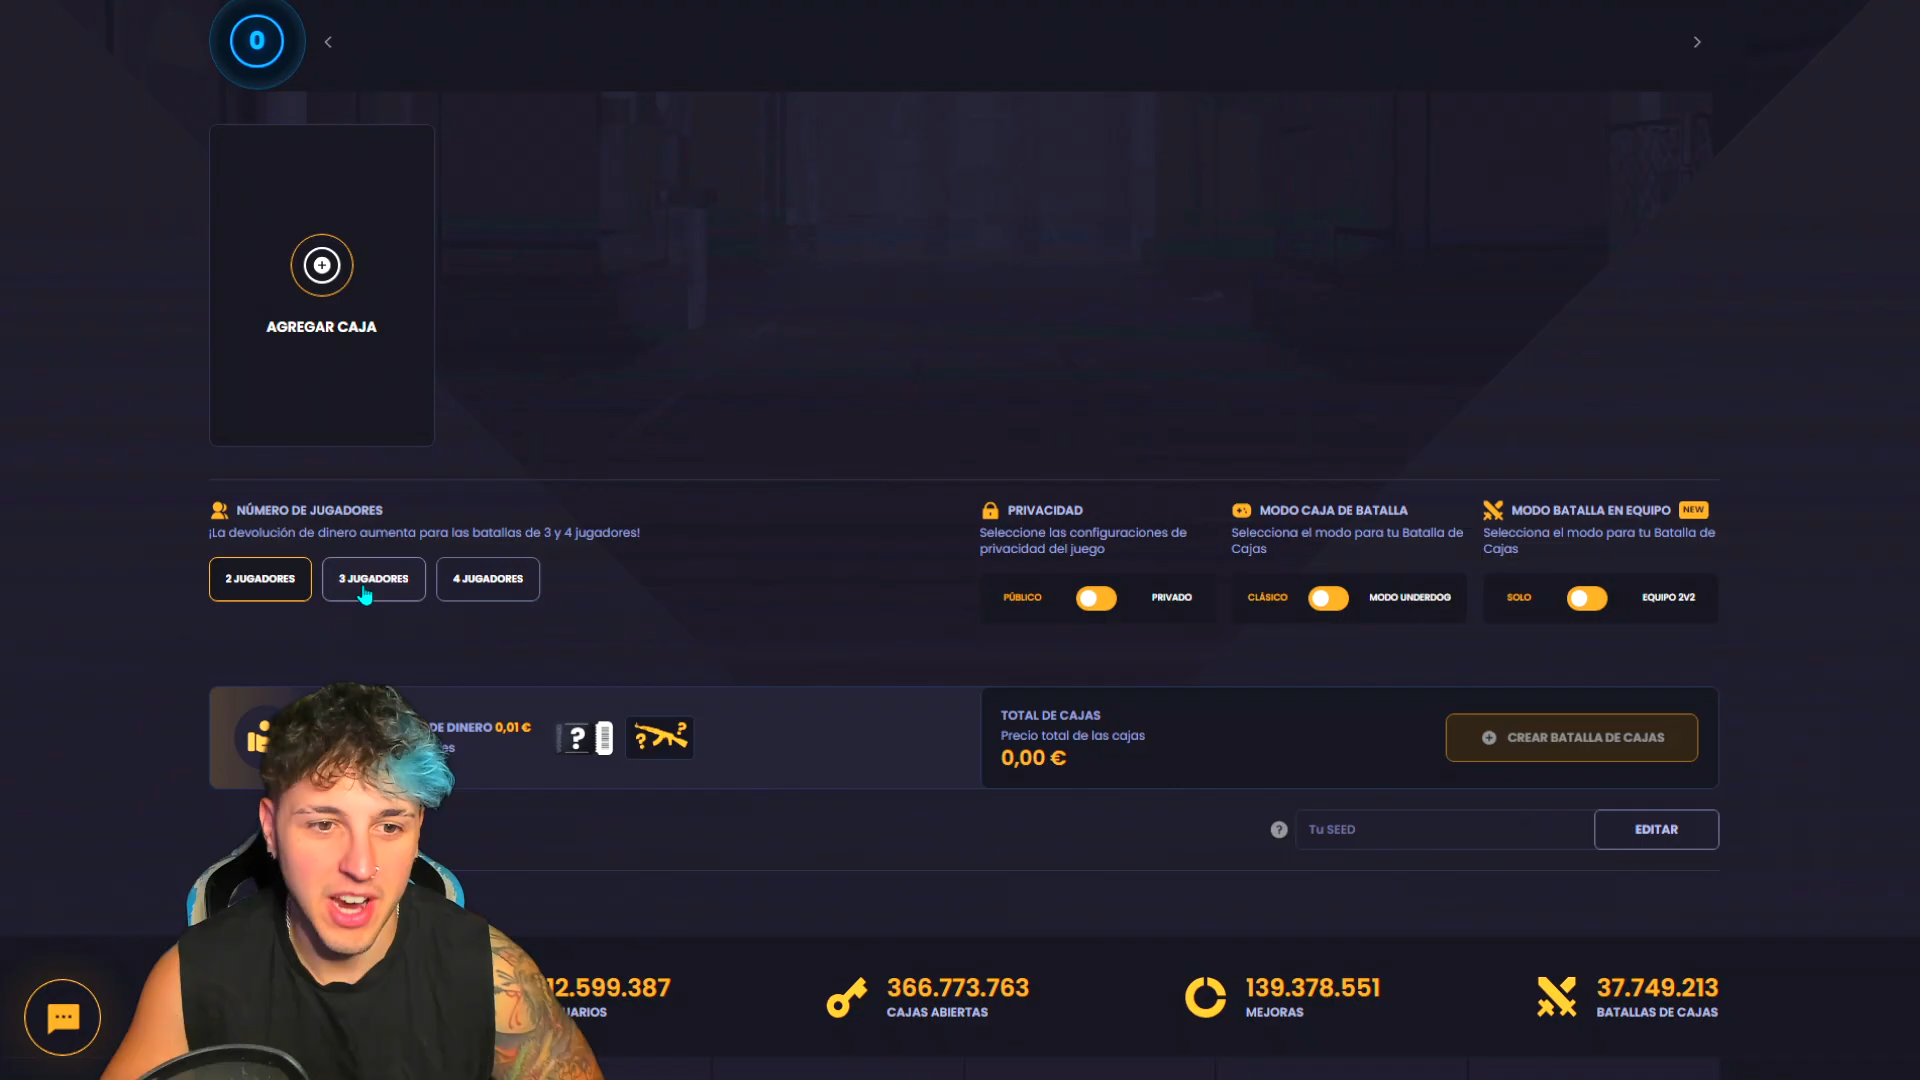 0
AGREGAR CAJA
NÚMERO DE JUGADORES
¡La devolución de dinero aumenta para las batallas de 3 y 4 jugadores!
2 JUGADORES
3 JUGADORES
4 JUGADORES
PRIVACIDAD
Seleccione las configuraciones de
privacidad del juego
PÚBLICO
PRIVADO
MODO CAJA DE BATALLA
Selecciona el modo para tu Batalla de
Cajas
CLÁSICO
MODO UNDERDOG
MODO BATALLA EN EQUIPO NEW
Selecciona el modo para tu Batalla de
Cajas
SOLO
EQUIPO 2V2
DE DINERO 0,01 €
?
? ?
TOTAL DE CAJAS
Precio total de las cajas
0,00 €
CREAR BATALLA DE CAJAS
?
Tu SEED
EDITAR
12.599.387
366.773.763
CAJAS ABIERTAS
139.378.551
MEJORAS
37.749.213
BATALLAS DE CAJAS